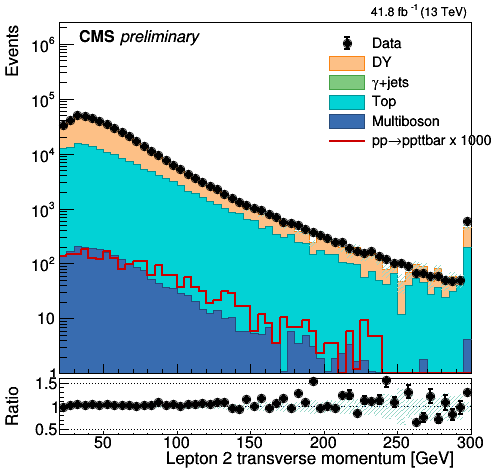 41.8 fb⁻¹ (13 TeV)
CMS preliminary
Events
10⁶
10⁵
10⁴
10³
10²
10
1
Data
DY
γ+jets
Top
Multiboson
pp→ppttbar x 1000
Ratio
1.5
1
0.5
50 100 150 200 250 300
Lepton 2 transverse momentum [GeV]